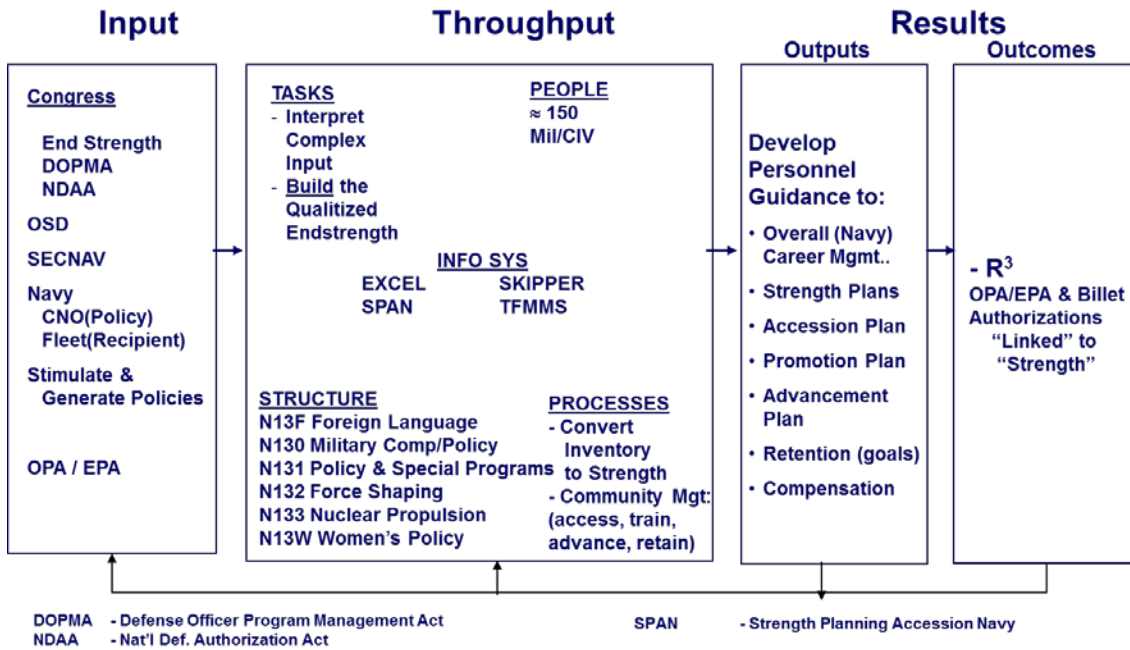 Input
Throughput
Results
Outputs
Outcomes
Congress
End Strength
DOPMA
NDAA
OSD
SECNAV
Navy
CNO(Policy)
Fleet(Recipient)
Stimulate &
Generate Policies
OPA / EPA
TASKS
- Interpret
Complex
Input
- Build the
Qualitized
Endstrength
PEOPLE
≈ 150
Mil/CIV
INFO SYS
EXCEL
SKIPPER
SPAN
TFMMS
STRUCTURE
N13F Foreign Language
N130 Military Comp/Policy
N131 Policy & Special Programs
N132 Force Shaping
N133 Nuclear Propulsion
N13W Women's Policy
PROCESSES
- Convert
Inventory
to Strength
- Community Mgt:
(access, train,
advance, retain)
Develop
Personnel
Guidance to:
• Overall (Navy)
Career Mgmt..
• Strength Plans
• Accession Plan
• Promotion Plan
• Advancement
Plan
• Retention (goals)
• Compensation
- R³
OPA/EPA & Billet
Authorizations
“Linked” to
“Strength”
DOPMA - Defense Officer Program Management Act
NDAA - Nat'l Def. Authorization Act
SPAN - Strength Planning Accession Navy